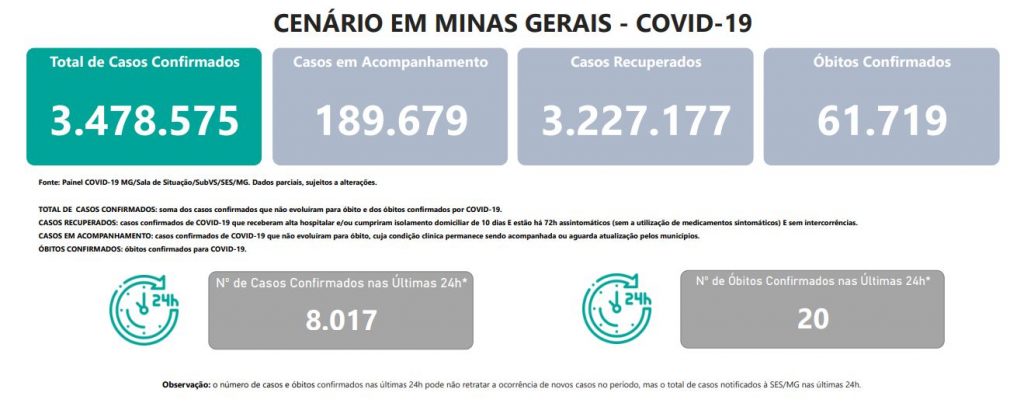 CENÁRIO EM MINAS GERAIS - COVID-19
Total de Casos Confirmados
3.478.575
Casos em Acompanhamento
189.679
Casos Recuperados
3.227.177
Óbitos Confirmados
61.719
Fonte: Painel COVID-19 MG/Sala de Situação/SubVS/SES/MG. Dados parciais, sujeitos a alterações.
TOTAL DE CASOS CONFIRMADOS: soma dos casos confirmados que não evoluíram para óbito e dos óbitos confirmados por COVID-19.
CASOS RECUPERADOS: casos confirmados de COVID-19 que receberam alta hospitalar e/ou cumpriram isolamento domiciliar de 10 dias E estão há 72h assintomáticos (sem a utilização de medicamentos sintomáticos) E sem intercorrências.
CASOS EM ACOMPANHAMENTO: casos confirmados de COVID-19 que não evoluíram para óbito, cuja condição clínica permanece sendo acompanhada ou aguarda atualização pelos municípios.
ÓBITOS CONFIRMADOS: óbitos confirmados para COVID-19.
24h
Nº de Casos Confirmados nas Últimas 24h*
8.017
24h
Nº de Óbitos Confirmados nas Últimas 24h*
20
Observação: o número de casos e óbitos confirmados nas últimas 24h pode não retratar a ocorrência de novos casos no período, mas o total de casos notificados à SES/MG nas últimas 24h.